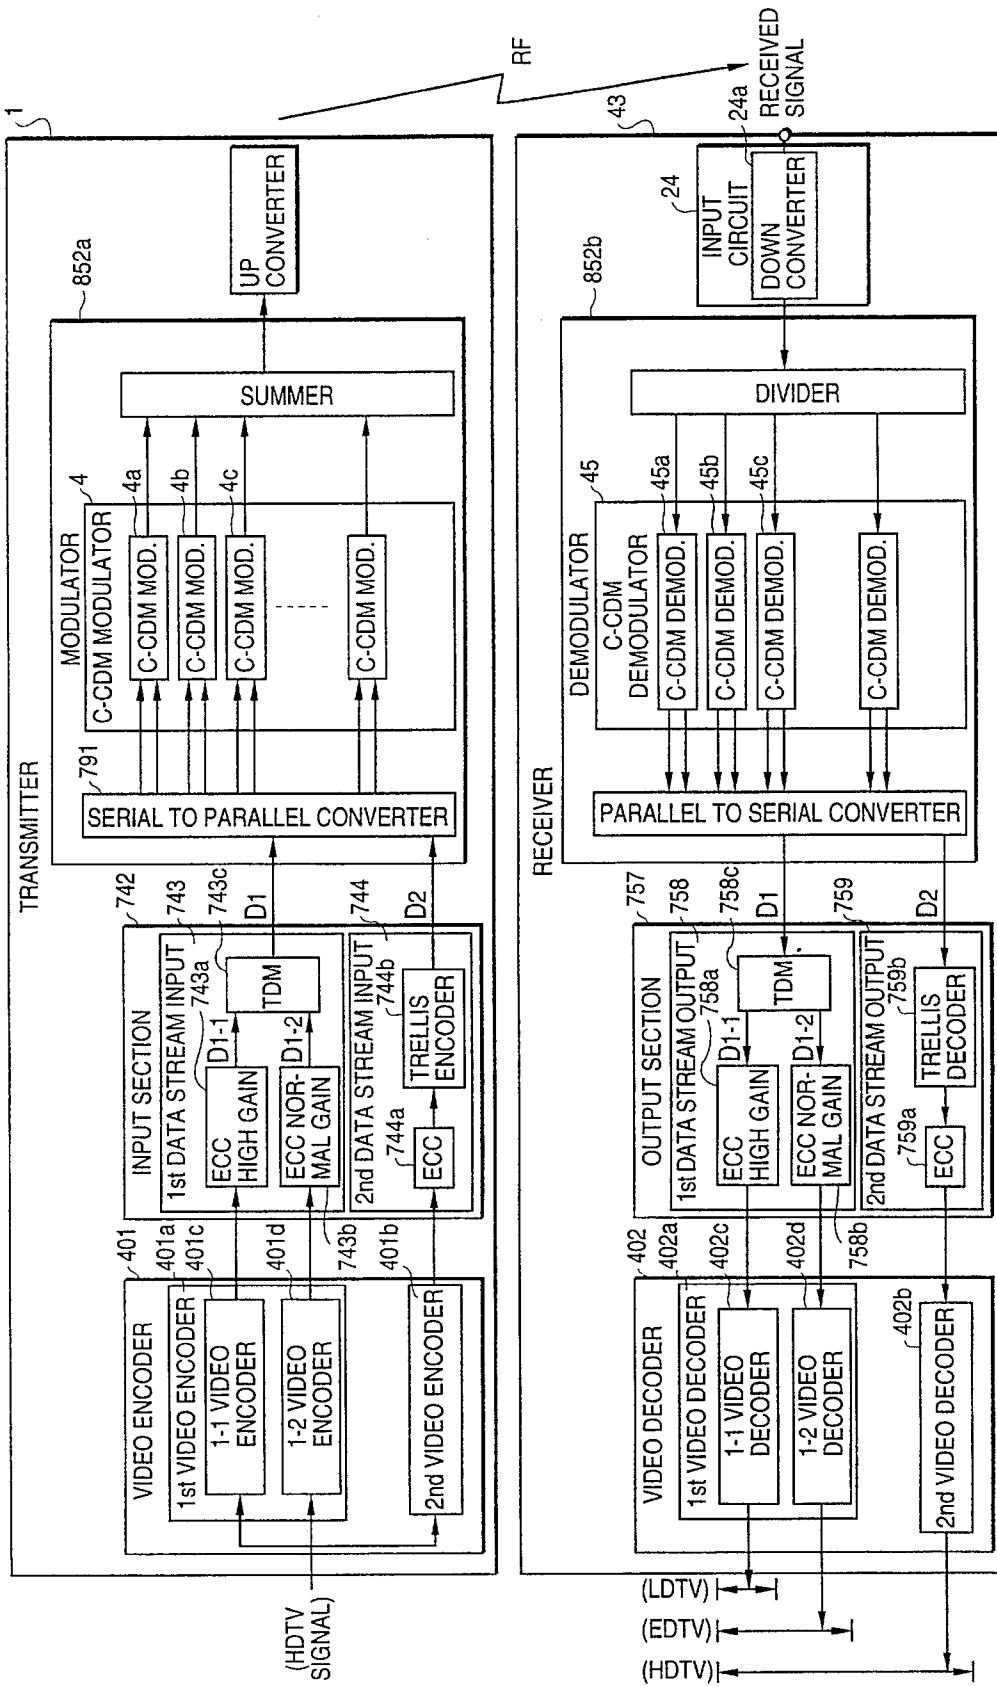 TRANSMITTER
1
(HDTV
SIGNAL)
VIDEO ENCODER
401
1st VIDEO ENCODER
401a
401c
1-1 VIDEO
ENCODER
401d
1-2 VIDEO
ENCODER
401b
2nd VIDEO ENCODER
INPUT SECTION
742
1st DATA STREAM INPUT
743
743a
743c
ECC
HIGH GAIN
D1-1
TDM
D1-2
ECC NOR-
MAL GAIN
743b
2nd DATA STREAM INPUT
744
744a
744b
ECC
TRELLIS
ENCODER
D1
D2
791
SERIAL TO PARALLEL CONVERTER
MODULATOR
852a
C-CDM MODULATOR
4
C-CDM MOD.
4a
C-CDM MOD.
4b
C-CDM MOD.
4c
C-CDM MOD.
SUMMER
UP
CONVERTER
RF
RECEIVED
SIGNAL
RECEIVER
43
(LDTV)
(EDTV)
(HDTV)
VIDEO DECODER
402
1st VIDEO DECODER
402a
402c
1-1 VIDEO
DECODER
402d
1-2 VIDEO
DECODER
402b
2nd VIDEO DECODER
OUTPUT SECTION
757
1st DATA STREAM OUTPUT
758
758a
758c
ECC
HIGH GAIN
D1-1
TDM
D1-2
ECC NOR-
MAL GAIN
758b
2nd DATA STREAM OUTPUT
759
759a
759b
ECC
TRELLIS
DECODER
D1
D2
PARALLEL TO SERIAL CONVERTER
DEMODULATOR
852b
C-CDM
DEMODULATOR
45
C-CDM DEMOD.
45a
C-CDM DEMOD.
45b
C-CDM DEMOD.
45c
C-CDM DEMOD.
DIVIDER
24
INPUT
CIRCUIT
24a
DOWN
CONVERTER